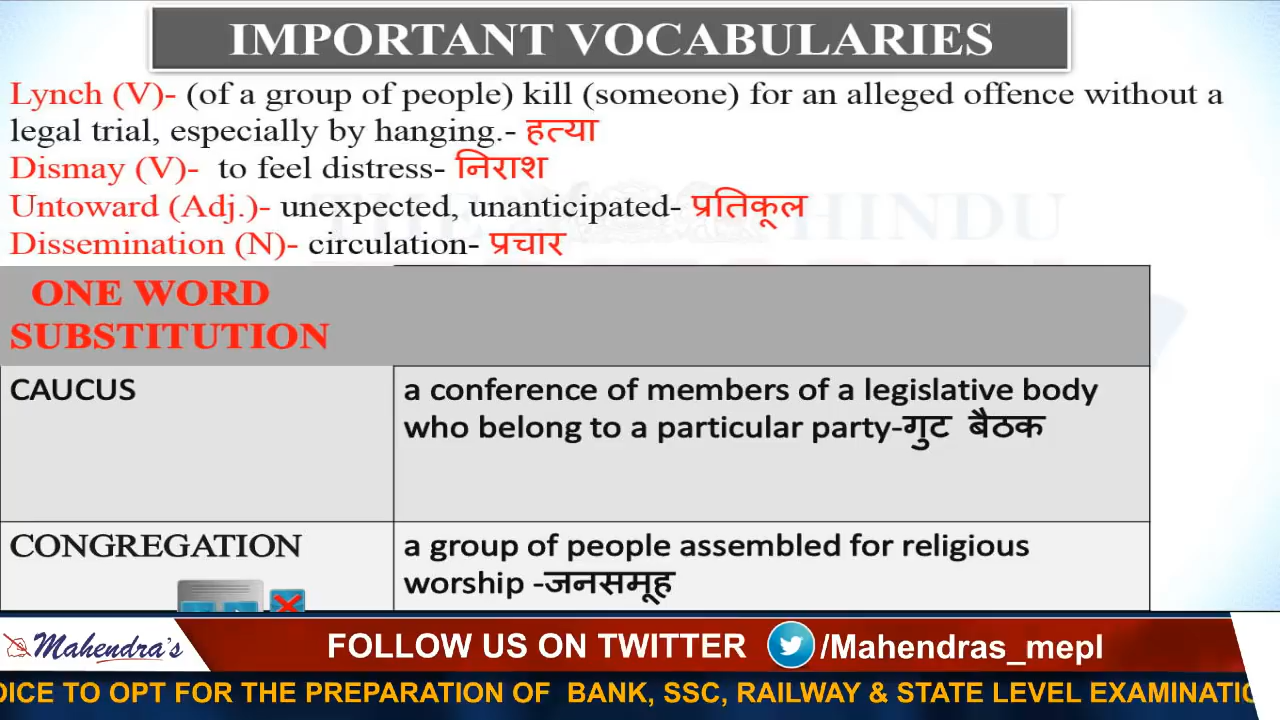 IMPORTANT VOCABULARIES
Lynch (V)- (of a group of people) kill (someone) for an alleged offence without a
legal trial, especially by hanging.- हत्या
Dismay (V)- to feel distress- निराश
Untoward (Adj.)- unexpected, unanticipated- प्रतिकूल
THE HINDU
Dissemination (N)- circulation- प्रचार
ONE WORD
SUBSTITUTION
CAUCUS
a conference of members of a legislative body
who belong to a particular party-गुट बैठक
CONGREGATION
a group of people assembled for religious
worship -जनसमूह
Mahendra's
FOLLOW US ON TWITTER /Mahendras_mepl
OICE TO OPT FOR THE PREPARATION OF BANK, SSC, RAILWAY & STATE LEVEL EXAMINATIO